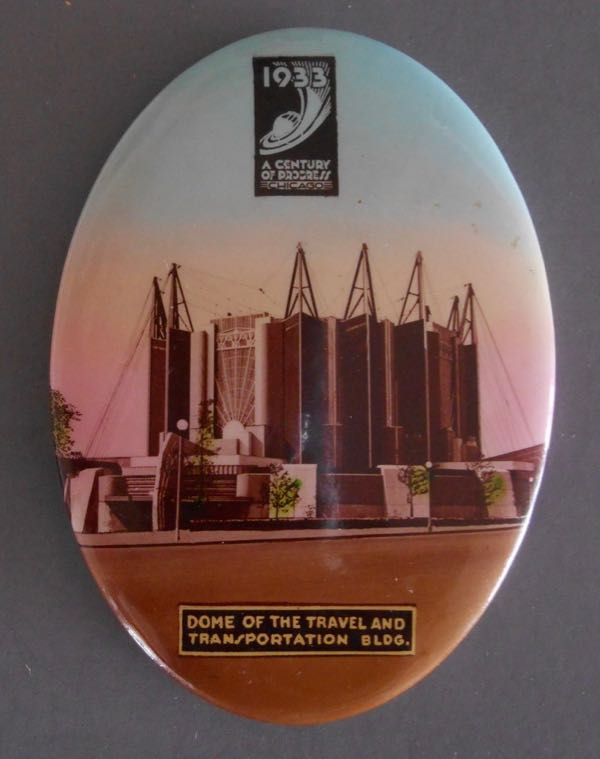 1933
A CENTURY
OF PROGRESS
CHICAGO
DOME OF THE TRAVEL AND
TRANSPORTATION BLDG.